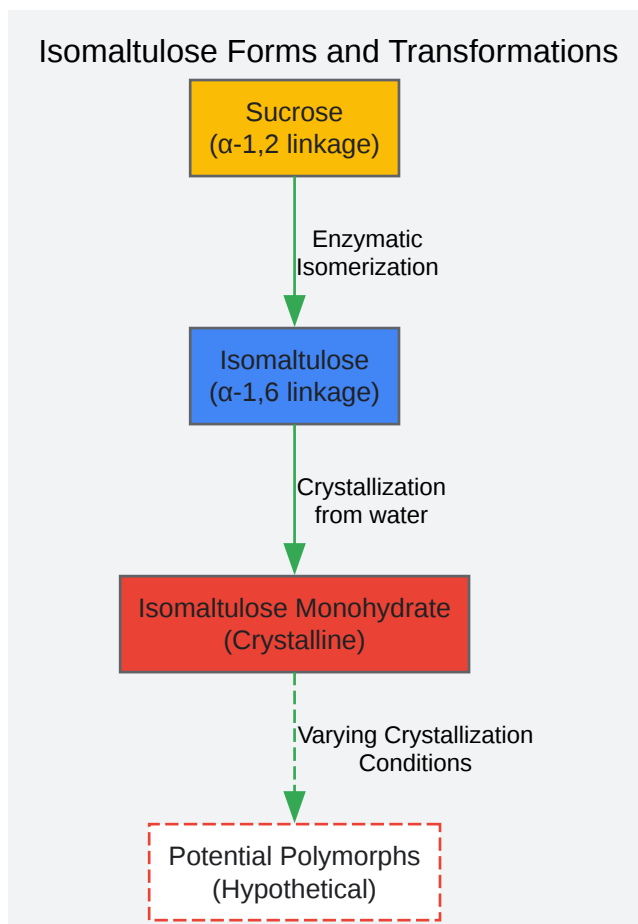 Isomaltulose Forms and Transformations
Sucrose
(α-1,2 linkage)
Enzymatic
Isomerization
Isomaltulose
(α-1,6 linkage)
Crystallization
from water
Isomaltulose Monohydrate
(Crystalline)
Varying Crystallization
Conditions
Potential Polymorphs
(Hypothetical)